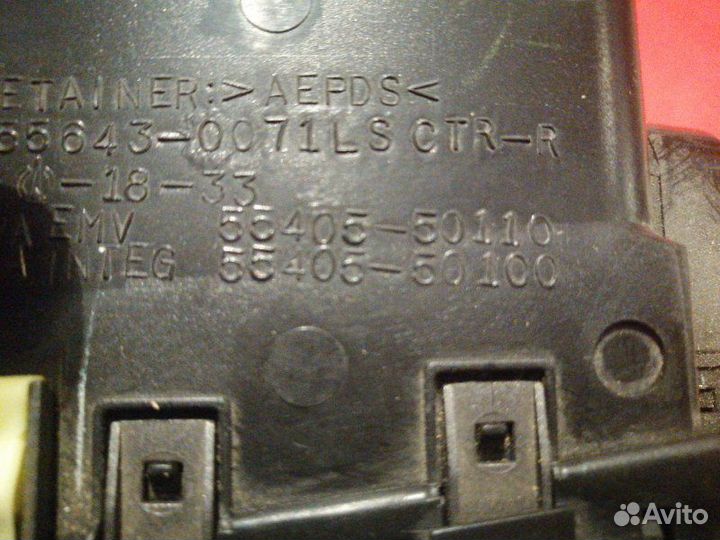 ETAINER:>AEPDS<
55643-0071LS CTR-R
-18-33
EMV 55405-50110
INTEG 55405-50100
Avito